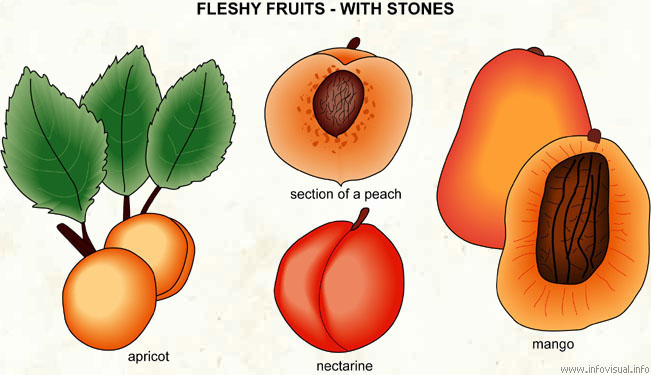 FLESHY FRUITS - WITH STONES
section of a peach
apricot
nectarine
mango
www.infovisual.info